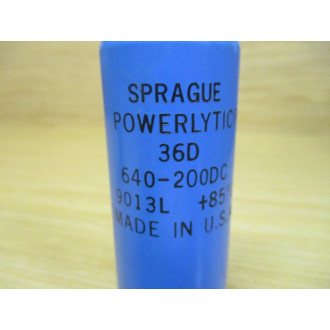 SPRAGUE
POWERLYTIC
36D
640-200DC
9013L +85°
MADE IN U.S.